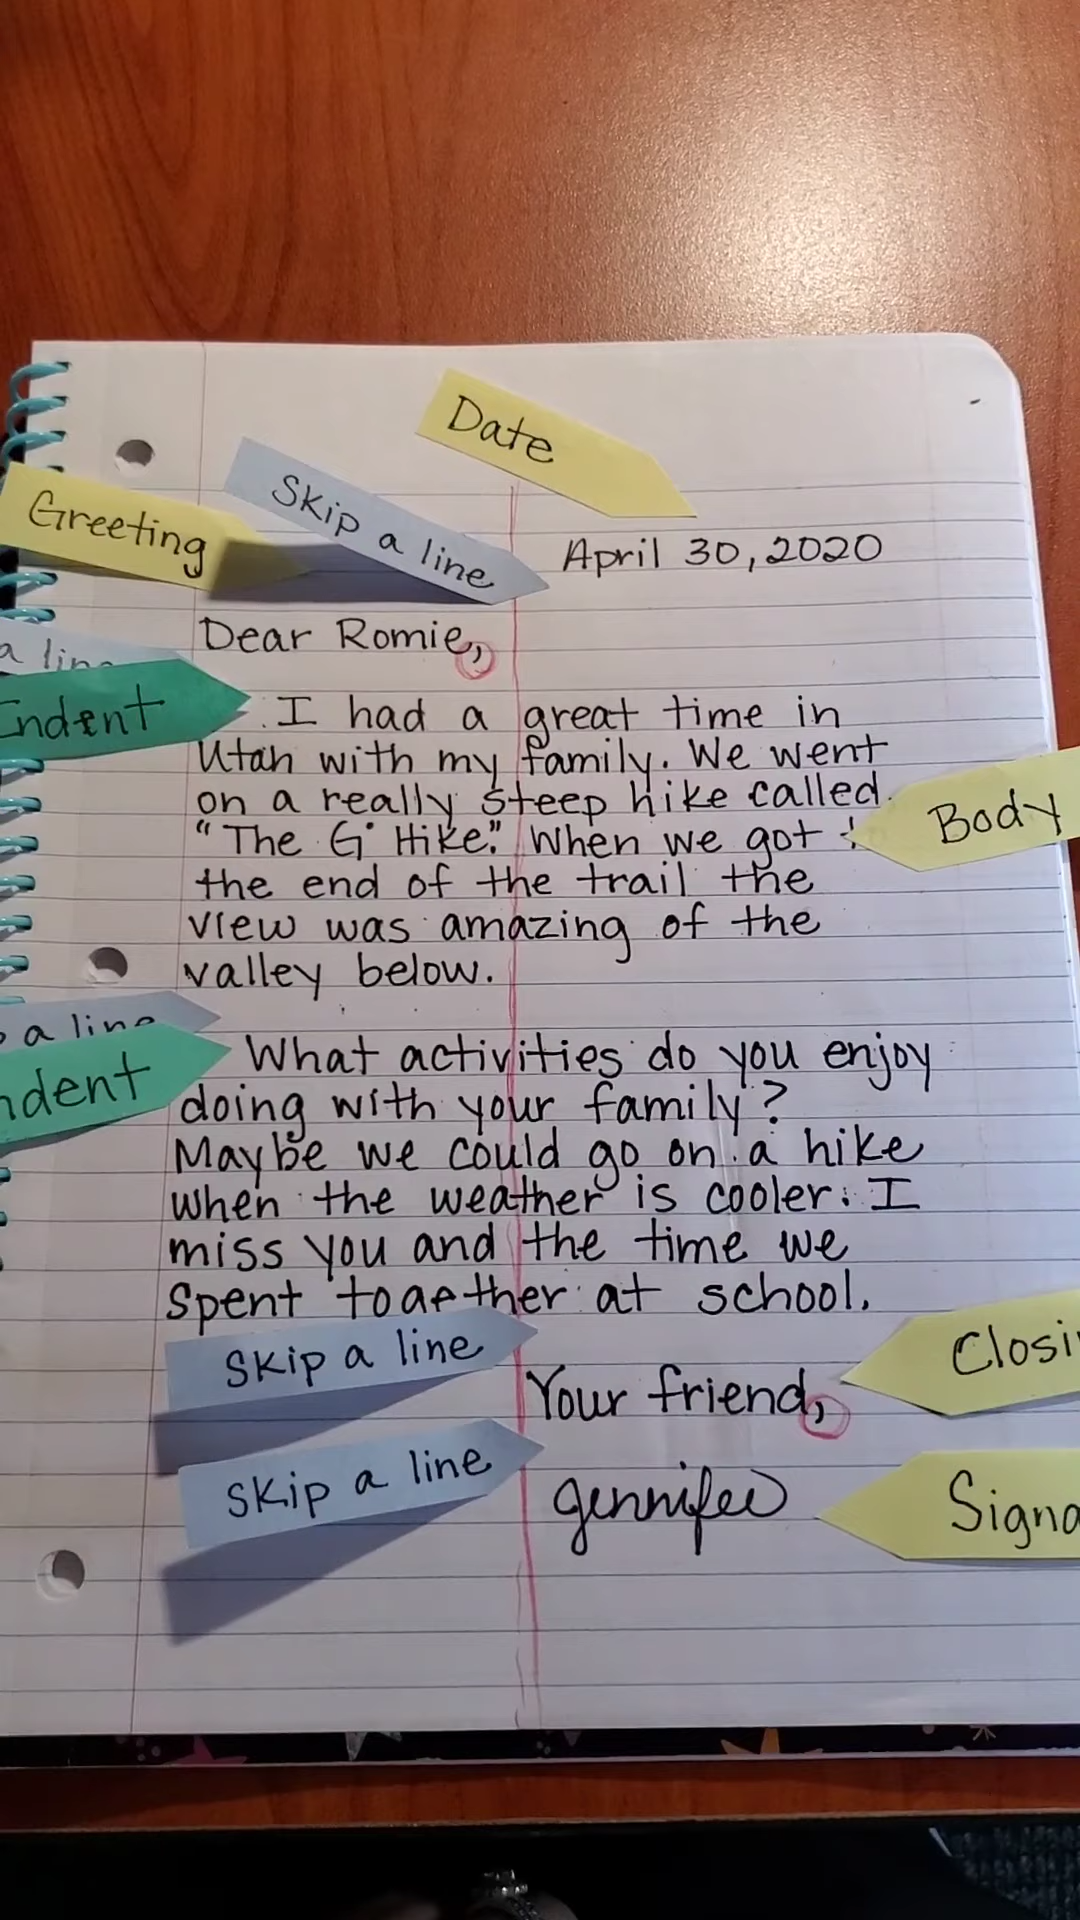 Date
Skip a line
Greeting
April 30, 2020
Dear Romie,
a line
Indent
I had a great time in
Utah with my family. We went
on a really steep hike called
"The G Hike." When we got
Body
the end of the trail the
view was amazing of the
valley below.
a line
ndent
What activities do you enjoy
doing with your family?
Maybe we could go on a hike
when the weather is cooler. I
miss you and the time we
spent together at school.
Skip a line
Closi
Your friend,
Skip a line
Jennifer
Signa